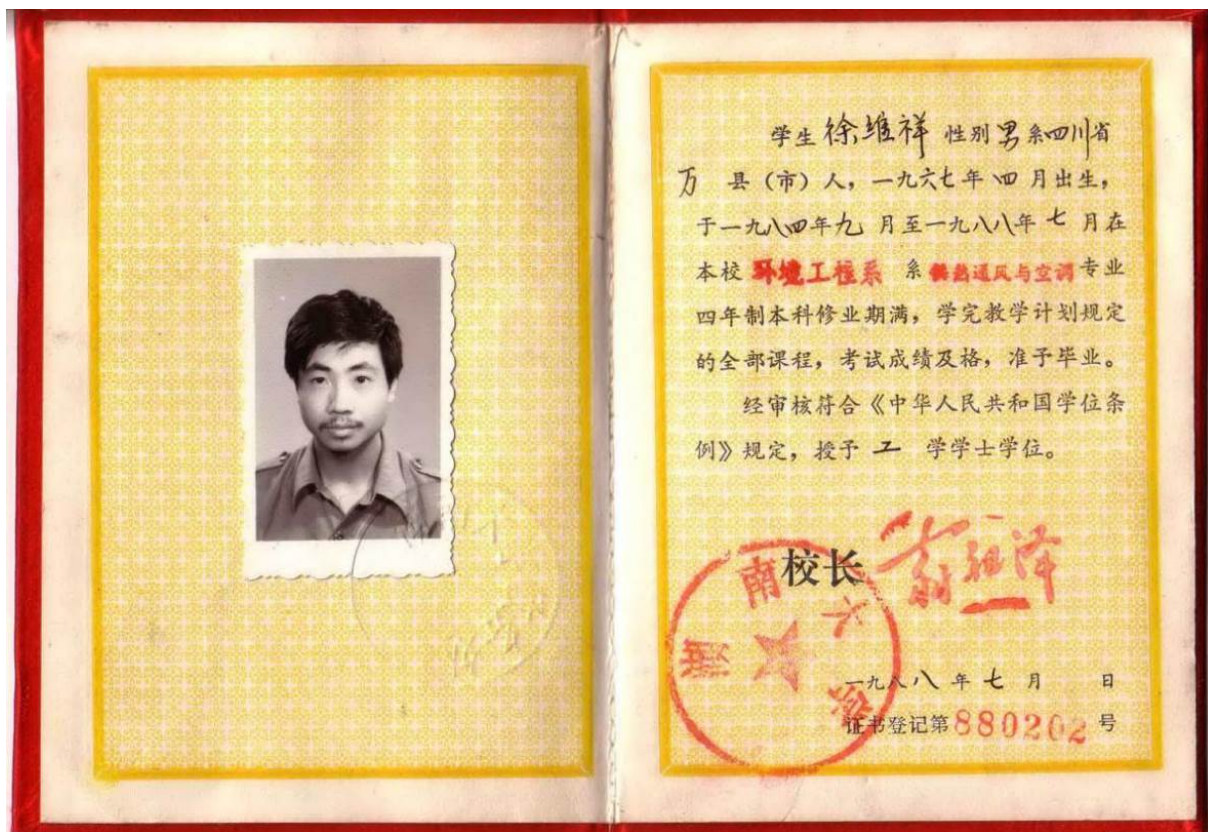 学生 徐维祥 性别 男 系四川省
万 县（市）人，一九六七年 四 月出生，
于一九八四年九 月至一九八八年 七 月在
本校 环境工程系 系 供热通风与空调 专业
四年制本科修业期满，学完教学计划规定
的全部课程，考试成绩及格，准予毕业。
经审核符合《中华人民共和国学位条
例》规定，授予 工 学学士学位。
校长 翁祖泽
湖南大学
一九八八 年 七 月 日
证书登记第880202号